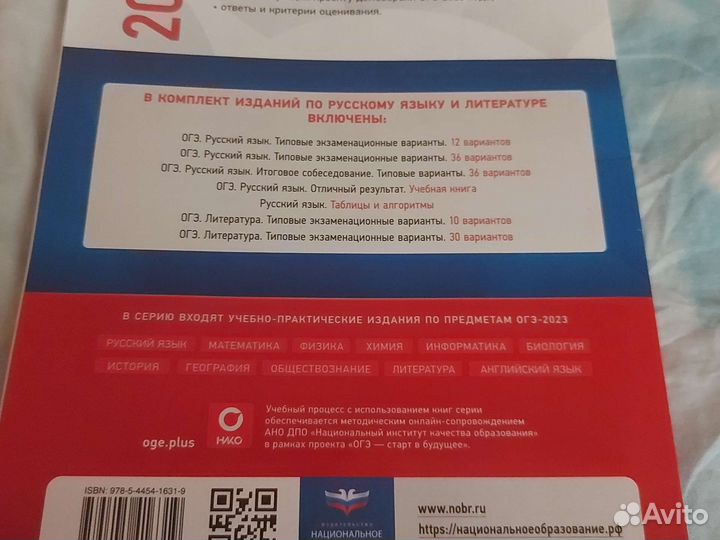 20
• ответы и критерии оценивания.
В КОМПЛЕКТ ИЗДАНИЙ ПО РУССКОМУ ЯЗЫКУ И ЛИТЕРАТУРЕ
ВКЛЮЧЕНЫ:
ОГЭ. Русский язык. Типовые экзаменационные варианты. 12 вариантов
ОГЭ. Русский язык. Типовые экзаменационные варианты. 36 вариантов
ОГЭ. Русский язык. Итоговое собеседование. Типовые варианты. 36 вариантов
ОГЭ. Русский язык. Отличный результат. Учебная книга
Русский язык. Таблицы и алгоритмы
ОГЭ. Литература. Типовые экзаменационные варианты. 10 вариантов
ОГЭ. Литература. Типовые экзаменационные варианты. 30 вариантов
В СЕРИЮ ВХОДЯТ УЧЕБНО-ПРАКТИЧЕСКИЕ ИЗДАНИЯ ПО ПРЕДМЕТАМ ОГЭ-2023
РУССКИЙ ЯЗЫК МАТЕМАТИКА ФИЗИКА ХИМИЯ ИНФОРМАТИКА БИОЛОГИЯ
ИСТОРИЯ ГЕОГРАФИЯ ОБЩЕСТВОЗНАНИЕ ЛИТЕРАТУРА АНГЛИЙСКИЙ ЯЗЫК
oge.plus
НАКО
Учебный процесс с использованием книг серии
обеспечивается методическим онлайн-сопровождением
АНО ДПО «Национальный институт качества образования»
в рамках проекта «ОГЭ — старт в будущее».
ISBN: 978-5-4454-1631-9
ИЗДАТЕЛЬСТВО
НАЦИОНАЛЬНОЕ
www.nobr.ru
https://национальноеобразование.рф
Avito